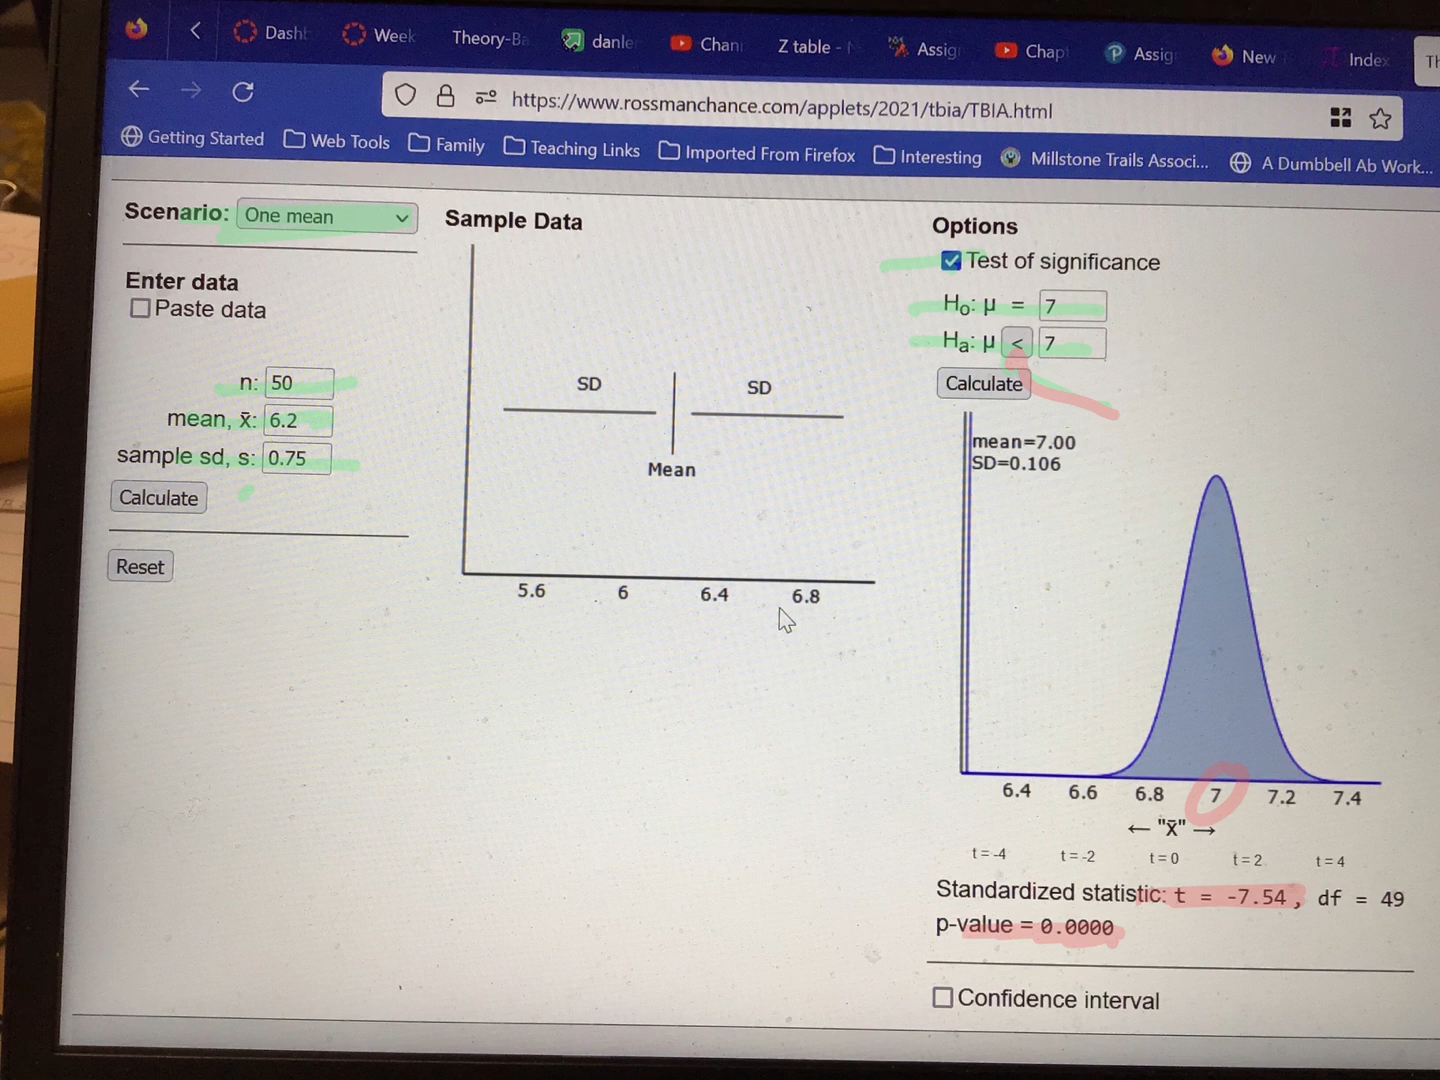 Dashb
Week
Theory-Ba
danle
Chan
Z table - N
Assig
Chapt
Assig
New T
Index
Th
https://www.rossmanchance.com/applets/2021/tbia/TBIA.html
Getting Started
Web Tools
Family
Teaching Links
Imported From Firefox
Interesting
Millstone Trails Associ...
A Dumbbell Ab Work...
Scenario: One mean
Enter data
Paste data
n: 50
mean, x̄: 6.2
sample sd, s: 0.75
Calculate
Reset
Sample Data
SD SD
Mean
5.6 6 6.4 6.8
Options
Test of significance
H₀: μ = 7
Hₐ: μ < 7
Calculate
mean=7.00
SD=0.106
6.4 6.6 6.8 7 7.2 7.4
← "x̄" →
t = -4 t = -2 t = 0 t = 2 t = 4
Standardized statistic: t = -7.54, df = 49
p-value = 0.0000
Confidence interval